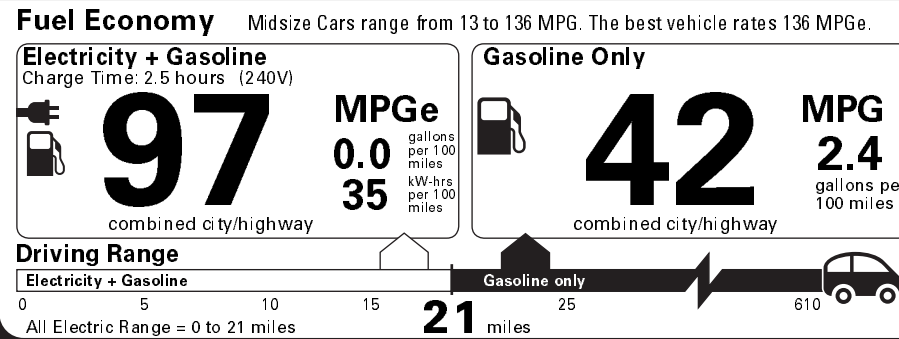 Fuel Economy Midsize Cars range from 13 to 136 MPG. The best vehicle rates 136 MPGe.
Electricity + Gasoline
Charge Time: 2.5 hours (240V)
97
MPGe
0.0 gallons
per 100
miles
35 kW-hrs
per 100
miles
combined city/highway
Gasoline Only
42
MPG
2.4
gallons pe
100 miles
combined city/highway
Driving Range
Electricity + Gasoline Gasoline only
0 5 10 15 25 610
All Electric Range = 0 to 21 miles 21 miles